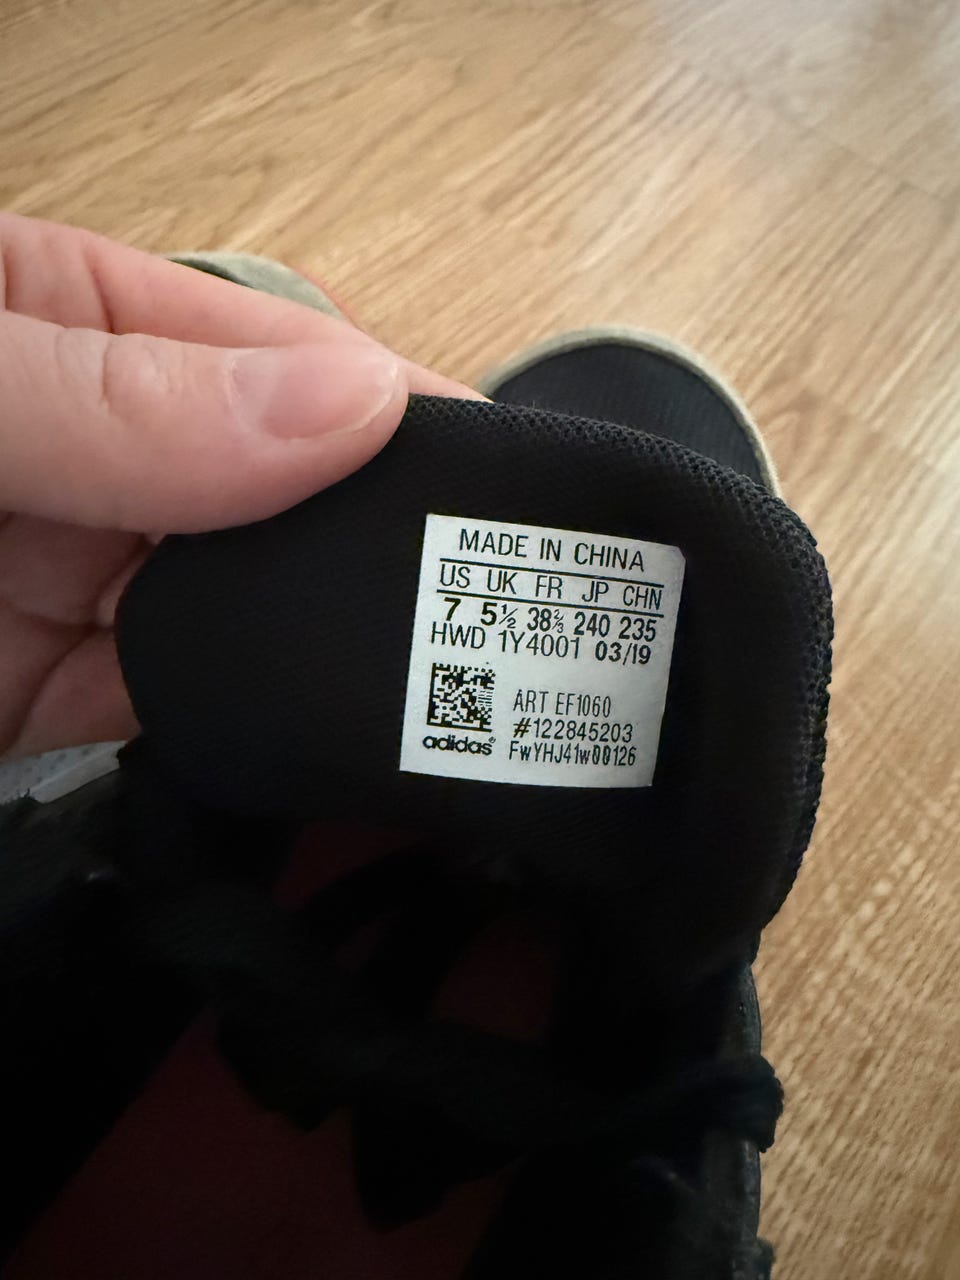 MADE IN CHINA
US UK FR JP CHN
7 5½ 38⅔ 240 235
HWD 1Y4001 03/19
ART EF1060
#122845203
adidas® FwYHJ41w00126